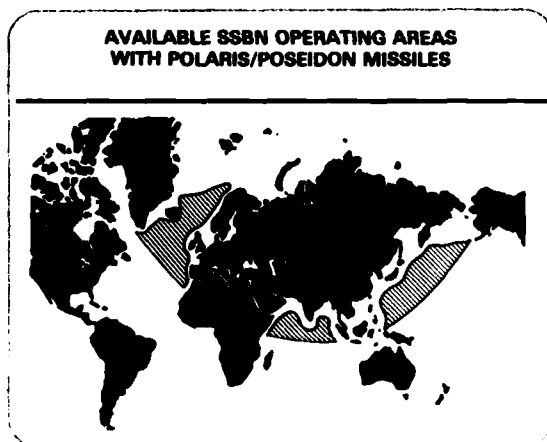 AVAILABLE SSBN OPERATING AREAS
WITH POLARIS/POSEIDON MISSILES